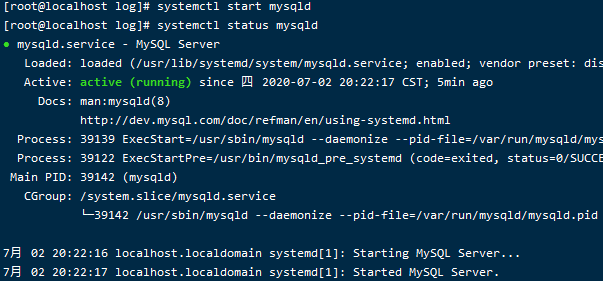 [root@localhost log]# systemctl start mysqld
[root@localhost log]# systemctl status mysqld
● mysqld.service - MySQL Server
Loaded: loaded (/usr/lib/systemd/system/mysqld.service; enabled; vendor preset: dis
Active: active (running) since 四 2020-07-02 20:22:17 CST; 5min ago
Docs: man:mysqld(8)
http://dev.mysql.com/doc/refman/en/using-systemd.html
Process: 39139 ExecStart=/usr/sbin/mysqld --daemonize --pid-file=/var/run/mysqld/mys
Process: 39122 ExecStartPre=/usr/bin/mysqld_pre_systemd (code=exited, status=0/SUCCE
Main PID: 39142 (mysqld)
CGroup: /system.slice/mysqld.service
└─39142 /usr/sbin/mysqld --daemonize --pid-file=/var/run/mysqld/mysqld.pid
7月 02 20:22:16 localhost.localdomain systemd[1]: Starting MySQL Server...
7月 02 20:22:17 localhost.localdomain systemd[1]: Started MySQL Server.